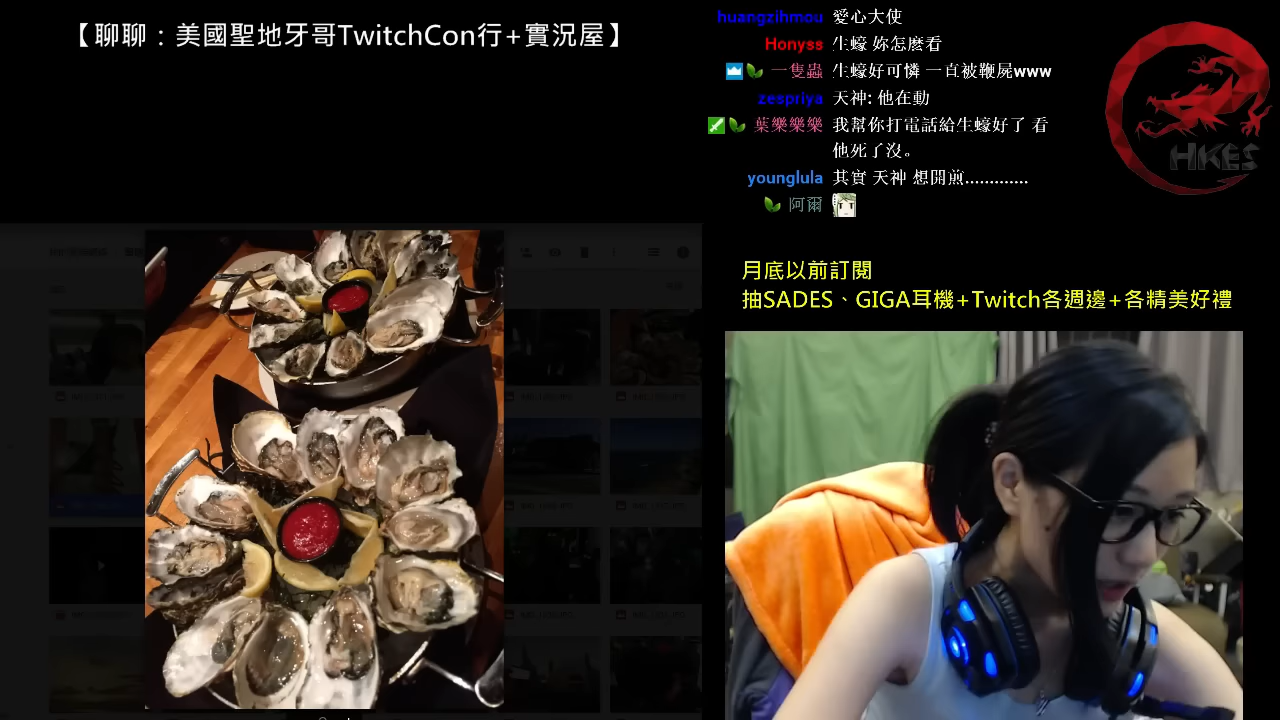 【聊聊：美國聖地牙哥TwitchCon行+實況屋】
huangzihmou 愛心大使
Honyss 生蠔 妳怎麼看
一隻蟲 生蠔好可憐 一直被鞭屍www
zespriya 天神: 他在動
葉樂樂樂 我幫你打電話給生蠔好了 看
他死了沒。
younglula 其實 天神 想開煎.............
阿爾
HKES
月底以前訂閱
抽SADES、GIGA耳機+Twitch各週邊+各精美好禮